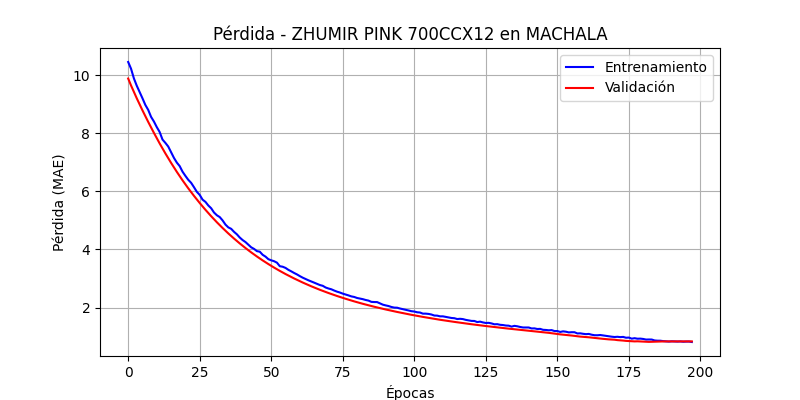 Pérdida - ZHUMIR PINK 700CCX12 en MACHALA
Entrenamiento
Validación
Pérdida (MAE)
10
8
6
4
2
0 25 50 75 100 125 150 175 200
Épocas